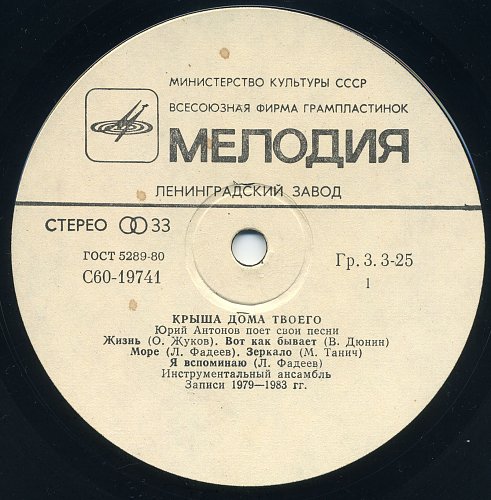 МИНИСТЕРСТВО КУЛЬТУРЫ СССР
ВСЕСОЮЗНАЯ ФИРМА ГРАМПЛАСТИНОК
МЕЛОДИЯ
ЛЕНИНГРАДСКИЙ ЗАВОД
СТЕРЕО 33
ГОСТ 5289-80
С60-19741
Гр. 3. 3-25
1
КРЫША ДОМА ТВОЕГО
Юрий Антонов поет свои песни
Жизнь (О. Жуков). Вот как бывает (В. Дюнин)
Море (Л. Фадеев). Зеркало (М. Танич)
Я вспоминаю (Л. Фадеев)
Инструментальный ансамбль
Записи 1979—1983 гг.